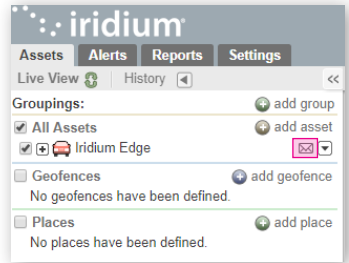 iridium
Assets Alerts Reports Settings
Live View History <<
Groupings: add group
All Assets add asset
Iridium Edge
Geofences add geofence
No geofences have been defined.
Places add place
No places have been defined.